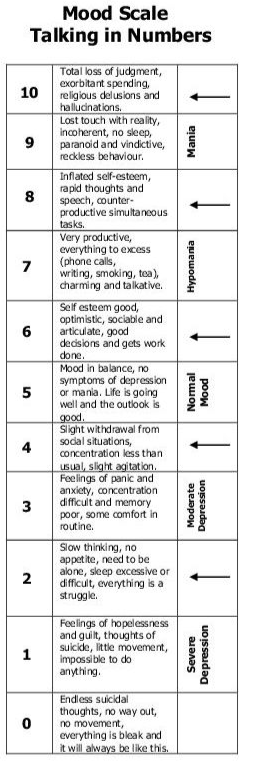 Mood Scale
Talking in Numbers
10
Total loss of judgment,
exorbitant spending,
religious delusions and
hallucinations.
9
Lost touch with reality,
incoherent, no sleep,
paranoid and vindictive,
reckless behaviour.
Mania
8
Inflated self-esteem,
rapid thoughts and
speech, counter-
productive simultaneous
tasks.
7
Very productive,
everything to excess
(phone calls,
writing, smoking, tea),
charming and talkative.
Hypomania
6
Self esteem good,
optimistic, sociable and
articulate, good
decisions and gets work
done.
5
Mood in balance, no
symptoms of depression
or mania. Life is going
well and the outlook is
good.
Normal
Mood
4
Slight withdrawal from
social situations,
concentration less than
usual, slight agitation.
3
Feelings of panic and
anxiety, concentration
difficult and memory
poor, some comfort in
routine.
Moderate
Depression
2
Slow thinking, no
appetite, need to be
alone, sleep excessive or
difficult, everything is a
struggle.
1
Feelings of hopelessness
and guilt, thoughts of
suicide, little movement,
impossible to do
anything.
Severe
Depression
0
Endless suicidal
thoughts, no way out,
no movement,
everything is bleak and
it will always be like this.